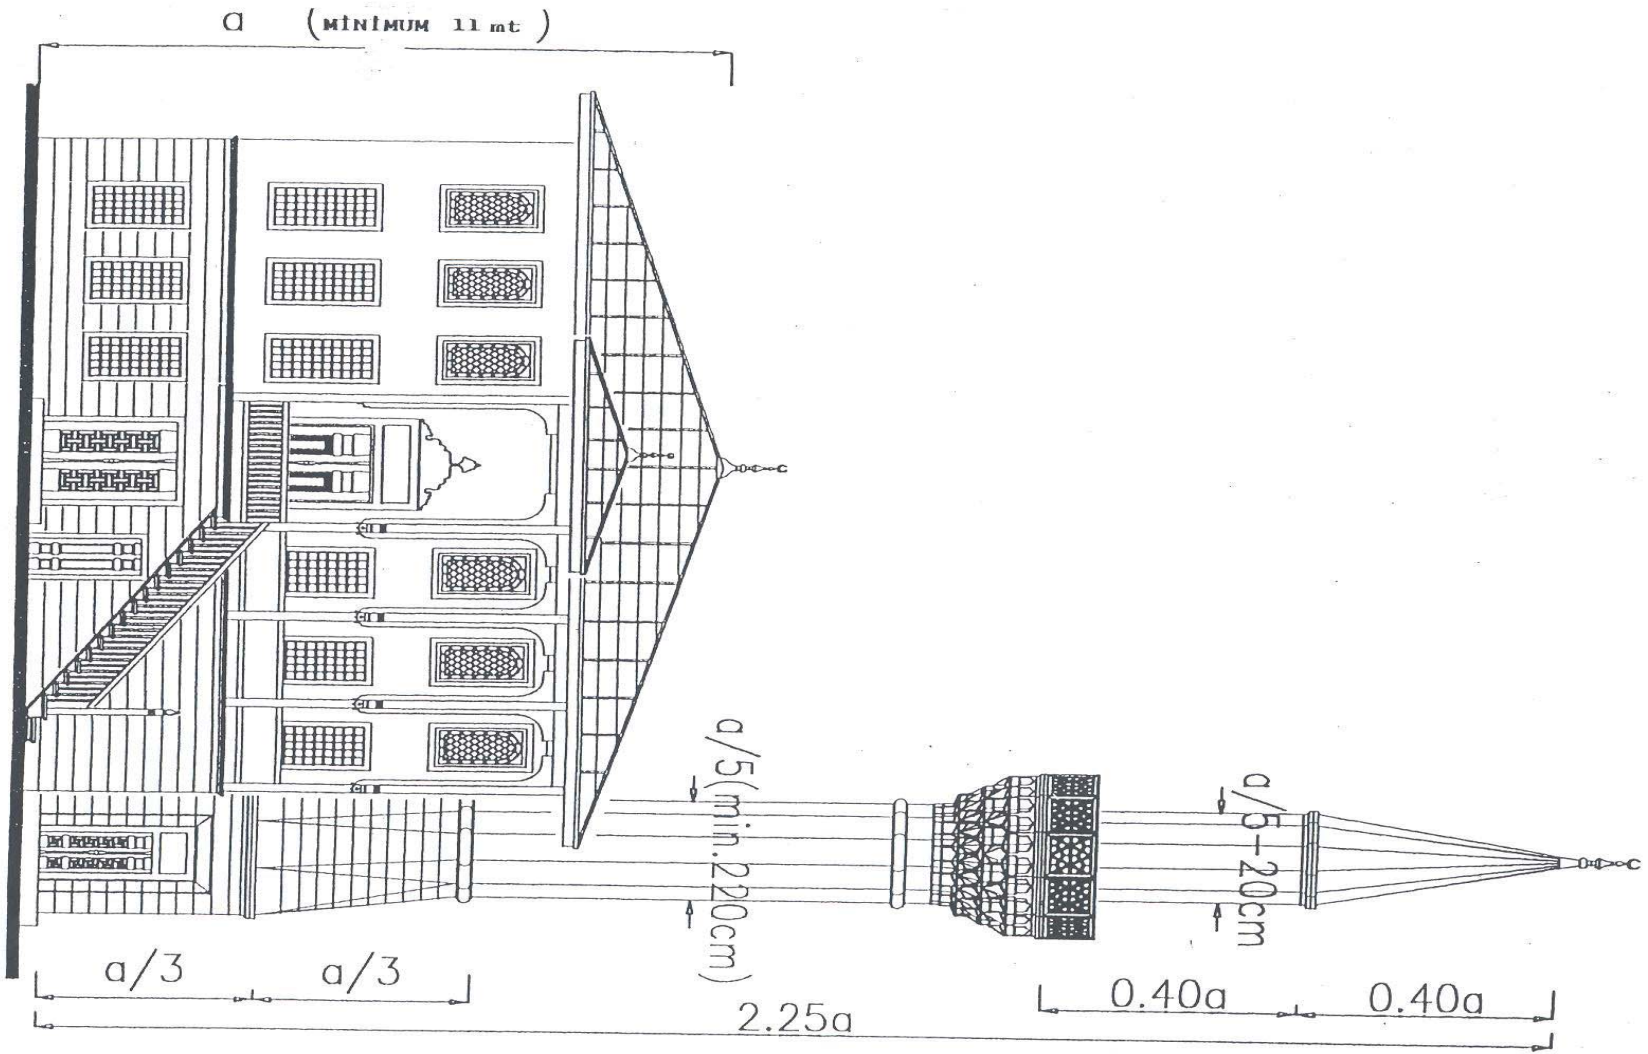 a (MİNİMUM 11 mt )
a/5(min.220cm)
a/5-20cm
a/3
a/3
0.40a
0.40a
2.25a